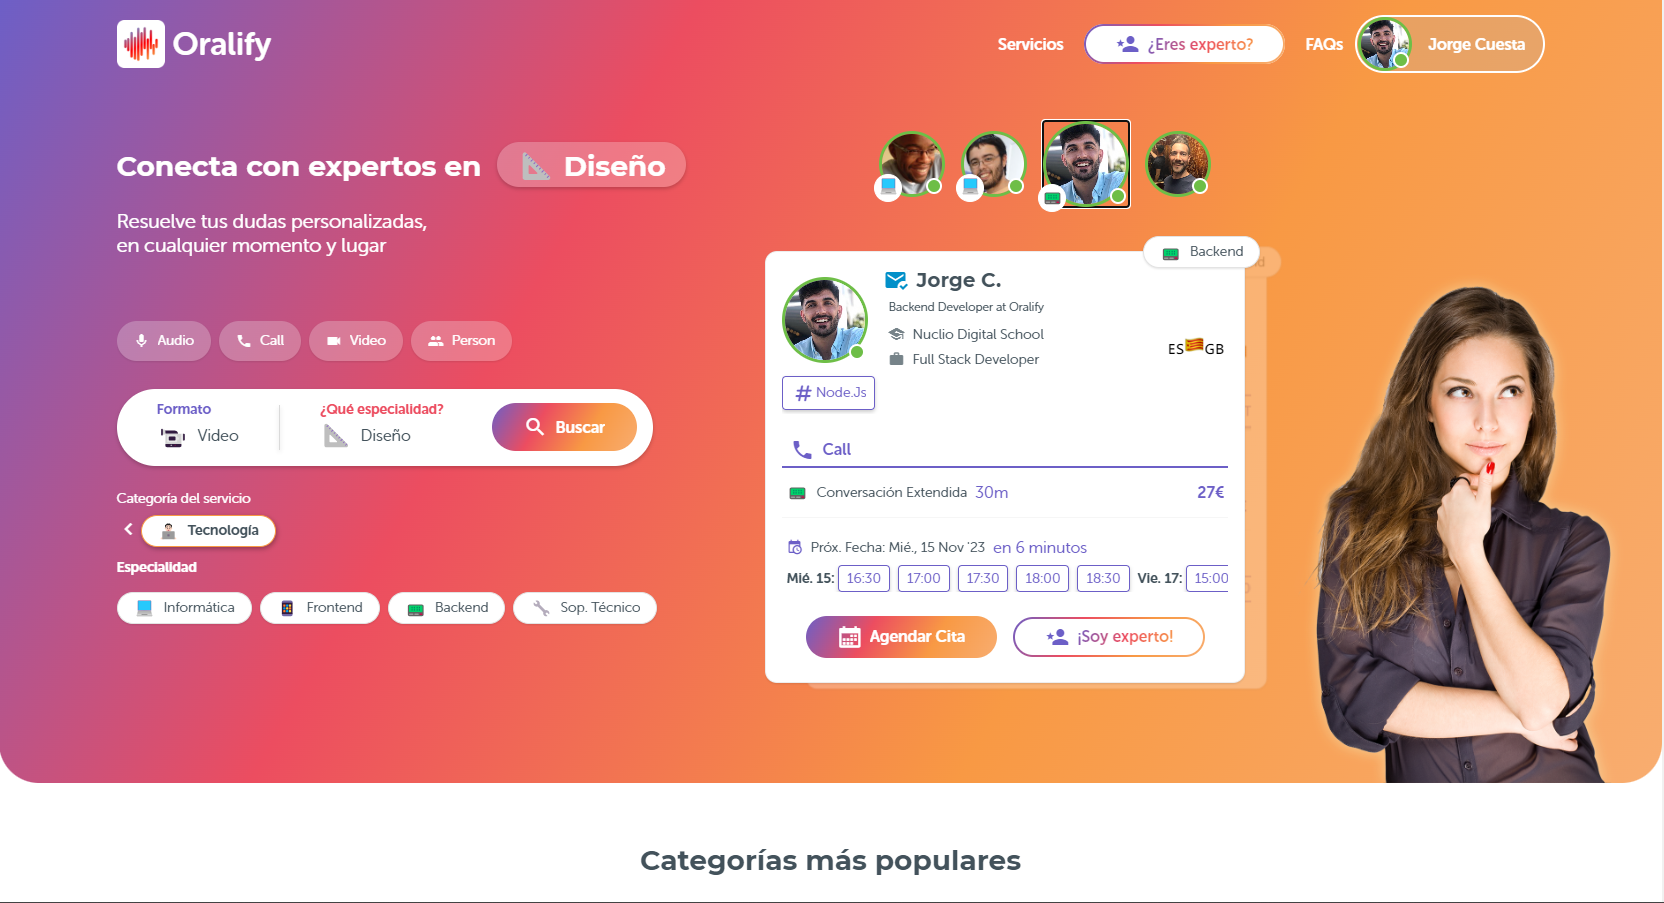 Oralify
Servicios
¿Eres experto?
FAQs
Jorge Cuesta
Conecta con expertos en
Diseño
Resuelve tus dudas personalizadas,
en cualquier momento y lugar
Audio
Call
Video
Person
Formato
Video
¿Qué especialidad?
Diseño
Buscar
Categoría del servicio
Tecnología
Especialidad
Informática
Frontend
Backend
Sop. Técnico
Backend
Jorge C.
Backend Developer at Oralify
Nuclio Digital School
Full Stack Developer
ES GB
#Node.Js
Call
Conversación Extendida 30m 27€
Próx. Fecha: Mié., 15 Nov '23 en 6 minutos
Mié. 15: 16:30 17:00 17:30 18:00 18:30 Vie. 17: 15:00
Agendar Cita
¡Soy experto!
Categorías más populares